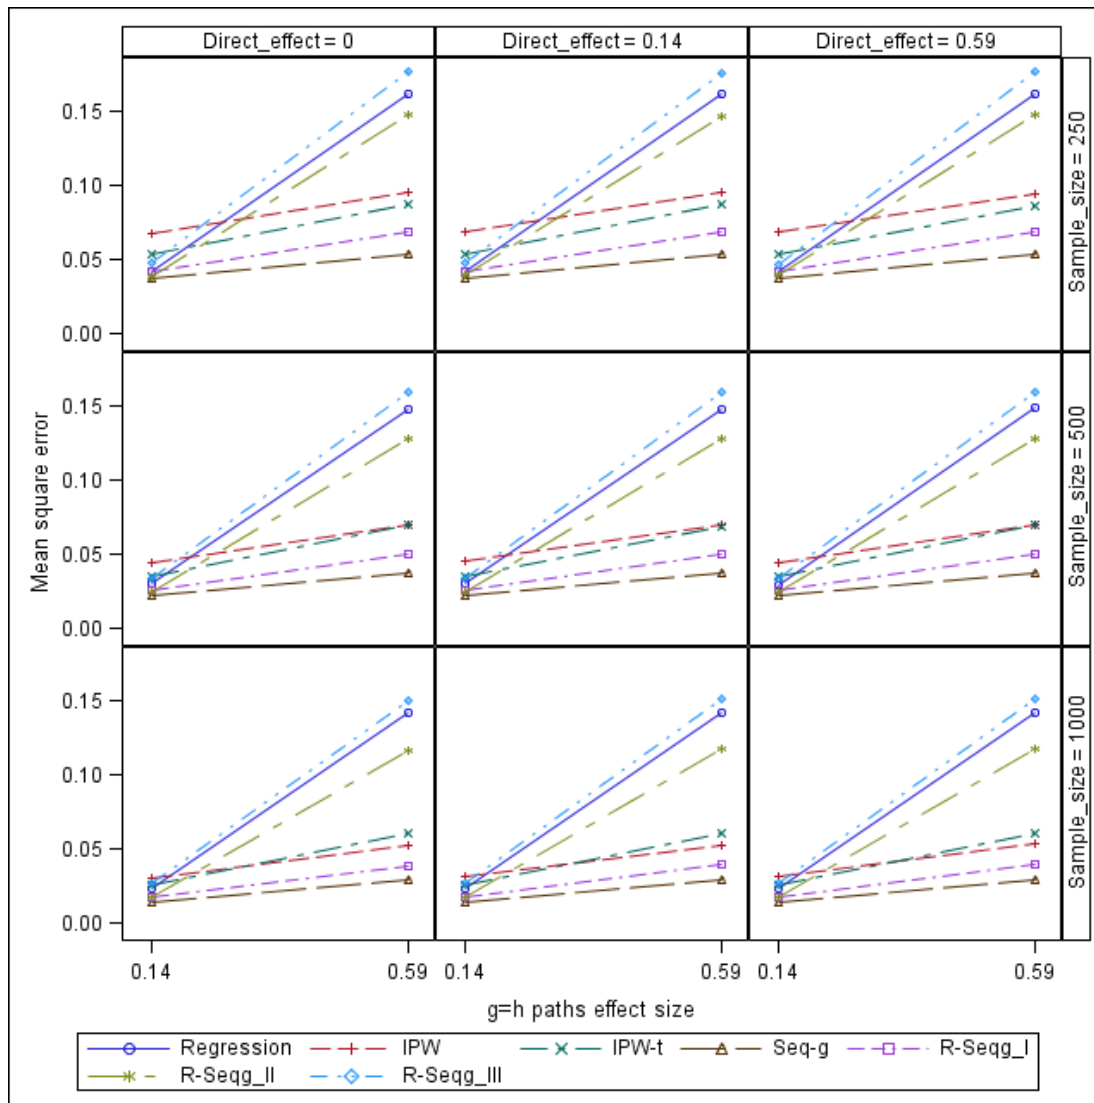 Direct_effect = 0 Direct_effect = 0.14 Direct_effect = 0.59
0.15
0.10
0.05
0.00
Sample_size = 250
0.15
0.10
0.05
0.00
Sample_size = 500
0.15
0.10
0.05
0.00
Sample_size = 1000
Mean square error
0.14 0.59 0.14 0.59 0.14 0.59
g=h paths effect size
Regression IPW IPW-t Seq-g R-Seqg_I
R-Seqg_II R-Seqg_III